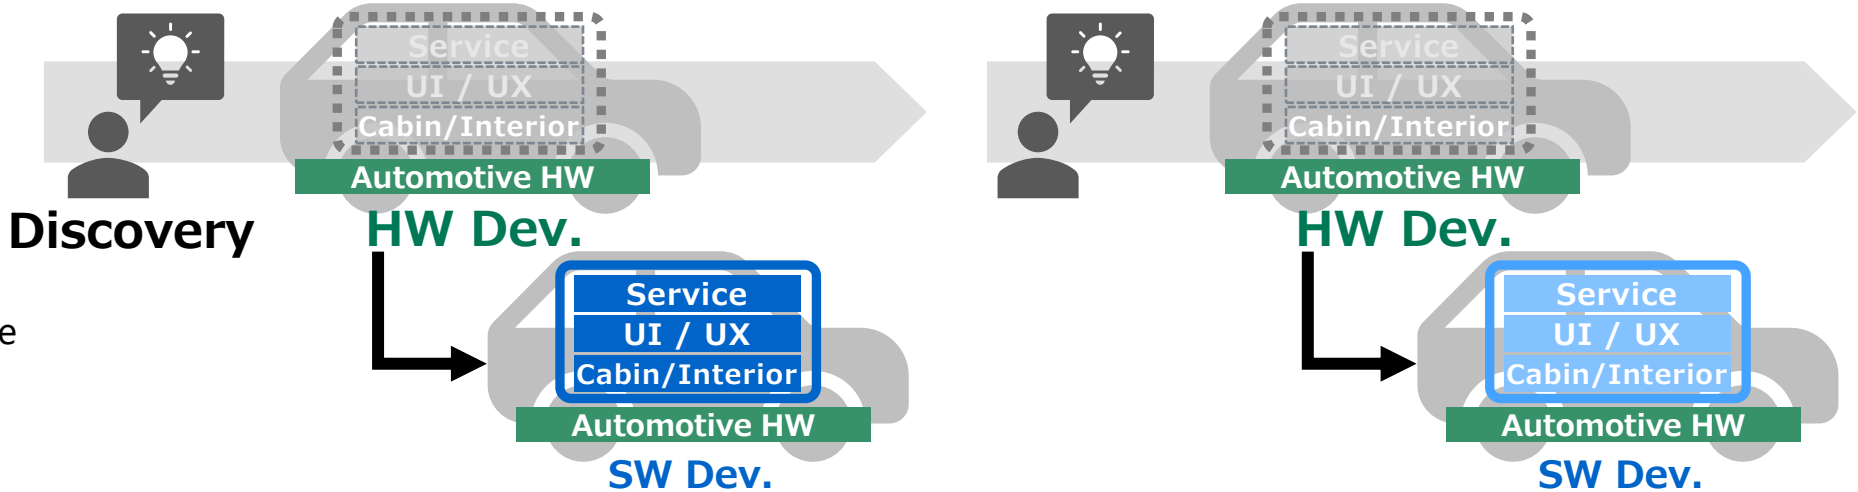 Service
UI / UX
Cabin/Interior
Automotive HW
Discovery
HW Dev.
e
Service
UI / UX
Cabin/Interior
Automotive HW
SW Dev.
Service
UI / UX
Cabin/Interior
Automotive HW
HW Dev.
Service
UI / UX
Cabin/Interior
Automotive HW
SW Dev.